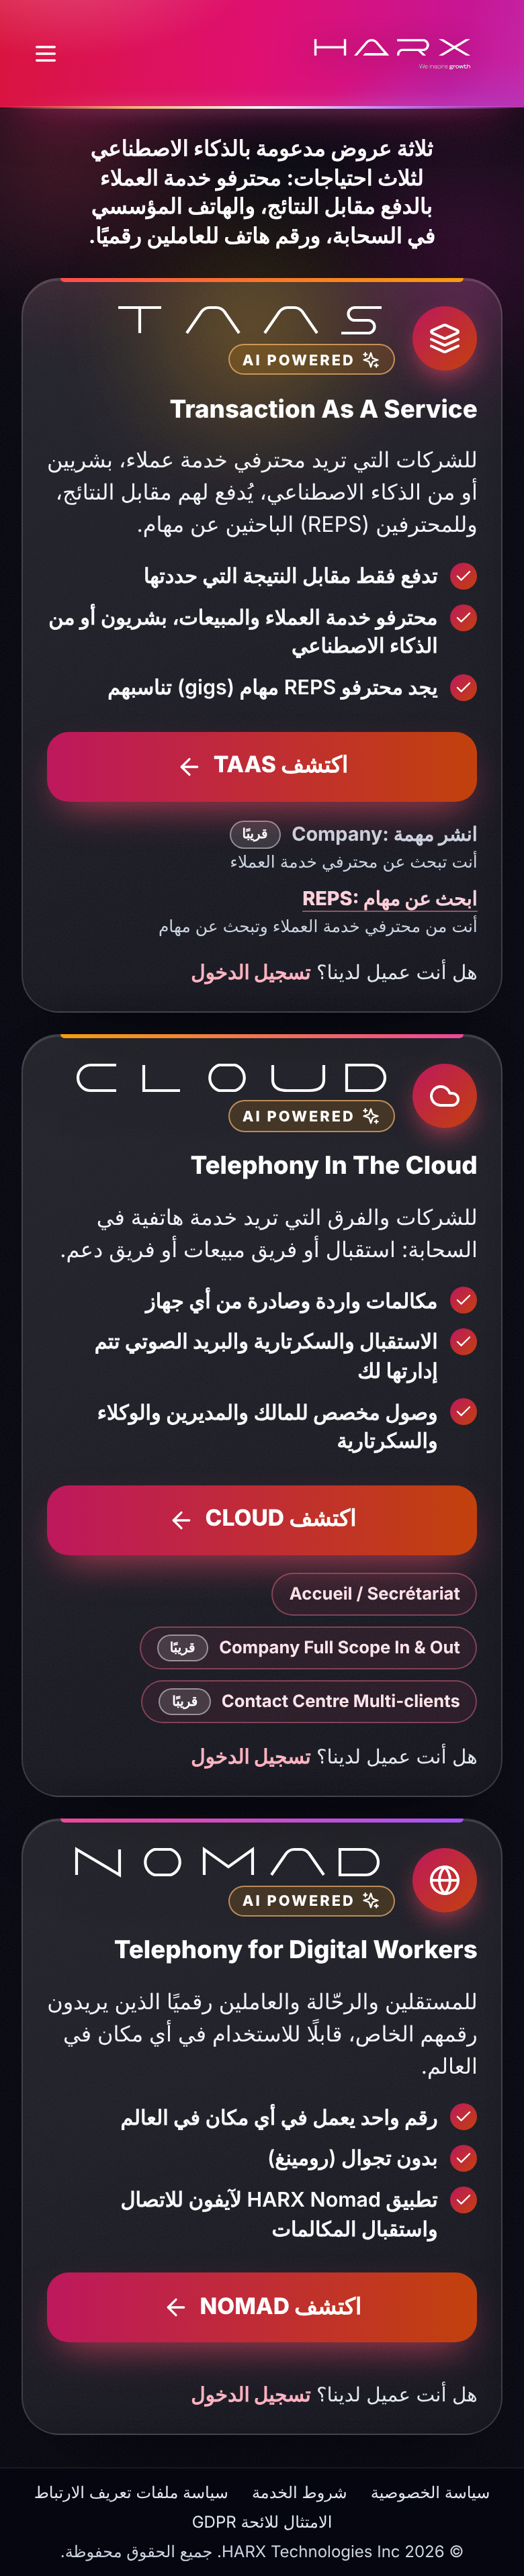 HARX
We inspire growth
ثلاثة عروض مدعومة بالذكاء الاصطناعي
لثلاث احتياجات: محترفو خدمة العملاء
بالدفع مقابل النتائج، والهاتف المؤسسي
في السحابة، ورقم هاتف للعاملين رقميًا.
TAAS
AI POWERED
Transaction As A Service
للشركات التي تريد محترفي خدمة عملاء، بشريين
أو من الذكاء الاصطناعي، يُدفع لهم مقابل النتائج،
وللمحترفين (REPS) الباحثين عن مهام.
تدفع فقط مقابل النتيجة التي حددتها
محترفو خدمة العملاء والمبيعات، بشريون أو من
الذكاء الاصطناعي
يجد محترفو REPS مهام (gigs) تناسبهم
اكتشف TAAS
انشر مهمة :Company قريبًا
أنت تبحث عن محترفي خدمة العملاء
ابحث عن مهام :REPS
أنت من محترفي خدمة العملاء وتبحث عن مهام
هل أنت عميل لدينا؟ تسجيل الدخول
CLOUD
AI POWERED
Telephony In The Cloud
للشركات والفرق التي تريد خدمة هاتفية في
السحابة: استقبال أو فريق مبيعات أو فريق دعم.
مكالمات واردة وصادرة من أي جهاز
الاستقبال والسكرتارية والبريد الصوتي تتم
إدارتها لك
وصول مخصص للمالك والمديرين والوكلاء
والسكرتارية
اكتشف CLOUD
Accueil / Secrétariat
Company Full Scope In & Out قريبًا
Contact Centre Multi-clients قريبًا
هل أنت عميل لدينا؟ تسجيل الدخول
NOMAD
AI POWERED
Telephony for Digital Workers
للمستقلين والرحّالة والعاملين رقميًا الذين يريدون
رقمهم الخاص، قابلًا للاستخدام في أي مكان في
العالم.
رقم واحد يعمل في أي مكان في العالم
بدون تجوال (رومينغ)
تطبيق HARX Nomad لآيفون للاتصال
واستقبال المكالمات
اكتشف NOMAD
هل أنت عميل لدينا؟ تسجيل الدخول
سياسة الخصوصية شروط الخدمة سياسة ملفات تعريف الارتباط
الامتثال للائحة GDPR
© 2026 HARX Technologies Inc. جميع الحقوق محفوظة.